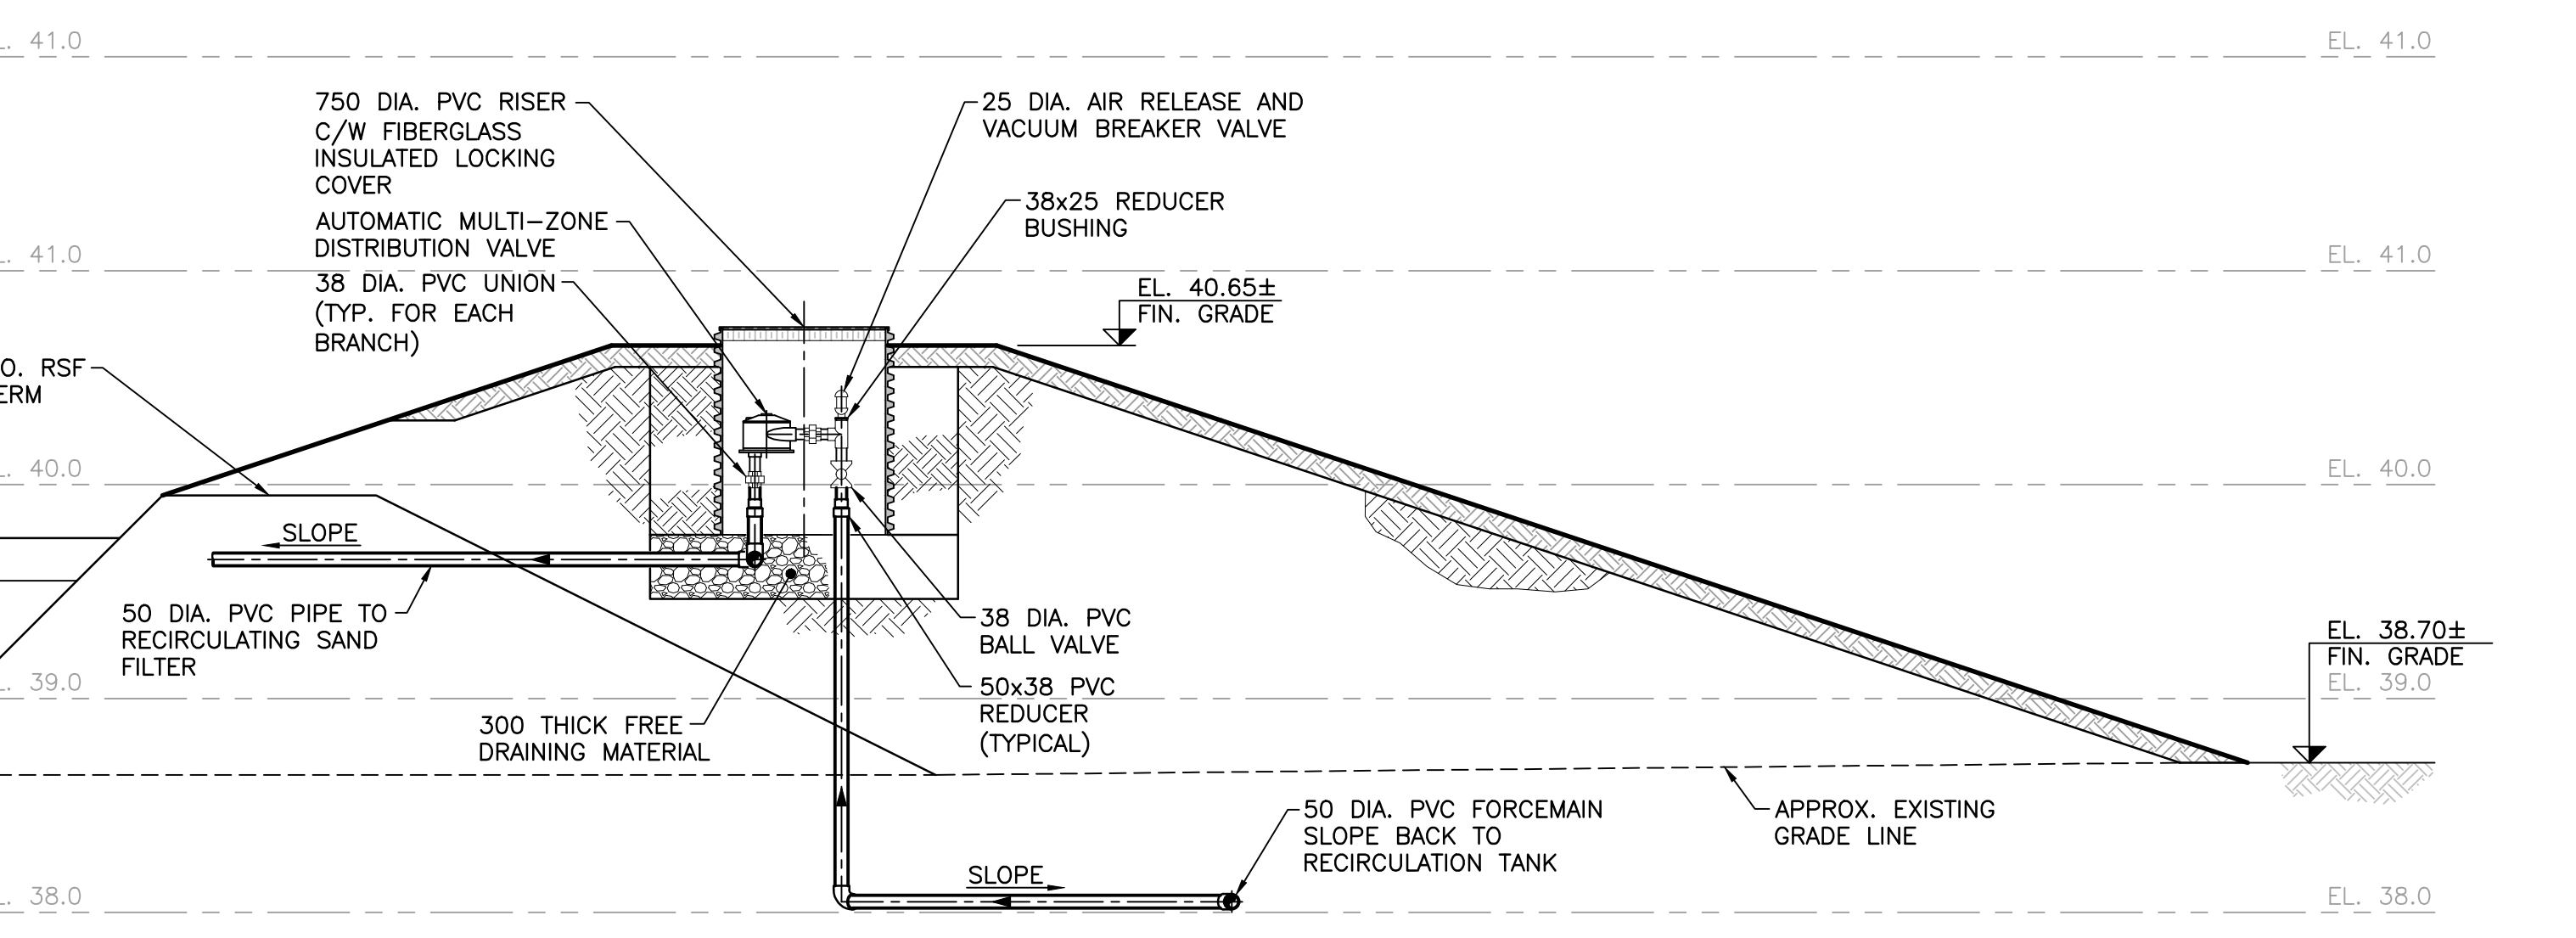 L. 41.0
EL. 41.0
750 DIA. PVC RISER
C/W FIBERGLASS
INSULATED LOCKING
COVER
25 DIA. AIR RELEASE AND
VACUUM BREAKER VALVE
38x25 REDUCER
BUSHING
AUTOMATIC MULTI-ZONE
DISTRIBUTION VALVE
L. 41.0
EL. 41.0
38 DIA. PVC UNION
(TYP. FOR EACH
BRANCH)
EL. 40.65±
FIN. GRADE
O. RSF
ERM
L. 40.0
EL. 40.0
SLOPE
50 DIA. PVC PIPE TO
RECIRCULATING SAND
FILTER
38 DIA. PVC
BALL VALVE
EL. 38.70±
FIN. GRADE
L. 39.0
EL. 39.0
50x38 PVC
REDUCER
(TYPICAL)
300 THICK FREE
DRAINING MATERIAL
50 DIA. PVC FORCEMAIN
SLOPE BACK TO
RECIRCULATION TANK
APPROX. EXISTING
GRADE LINE
SLOPE
L. 38.0
EL. 38.0